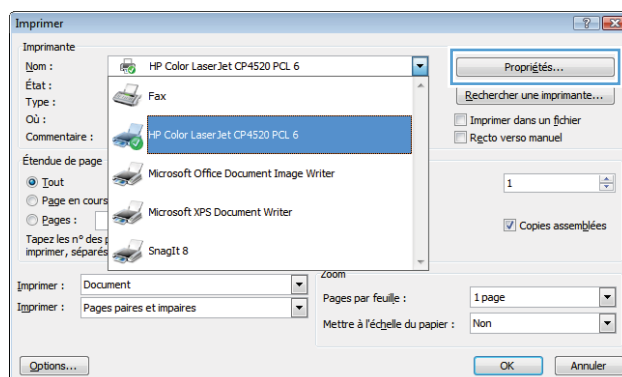 Imprimer
Imprimante
Nom : HP Color LaserJet CP4520 PCL 6 Propriétés...
État :
Type : Fax Rechercher une imprimante...
Où : Imprimer dans un fichier
Commentaire : HP Color LaserJet CP4520 PCL 6 Recto verso manuel
Étendue de page
Microsoft Office Document Image Writer
Tout 1
Page en cours
Microsoft XPS Document Writer
Pages : Copies assemblées
Tapez les n° des
imprimer, séparés SnagIt 8
Zoom
Imprimer : Document
Pages par feuille : 1 page
Imprimer : Pages paires et impaires
Mettre à l'échelle du papier : Non
Options... OK Annuler